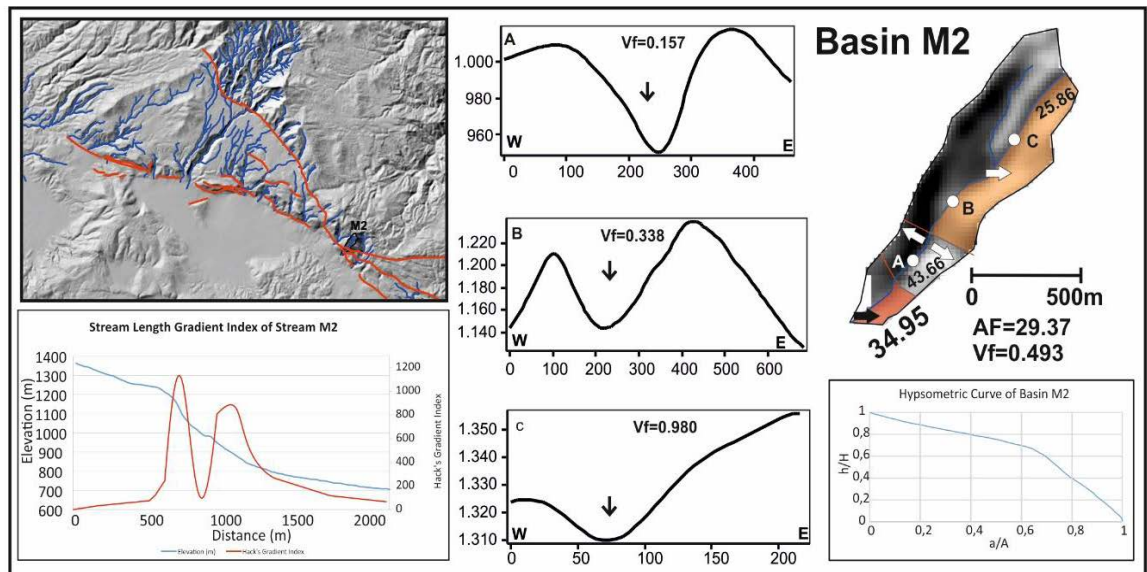 M2
Stream Length Gradient Index of Stream M2
Elevation (m)
1400
1300
1200
1100
1000
900
800
700
600
0
500
1000
1500
2000
Distance (m)
1200
1000
800
600
400
200
0
Hack's Gradient Index
Elevation (m)
Hack's Gradient Index
A
Vf=0.157
1.000
980
960
W
E
0
100
200
300
400
B
Vf=0.338
1.220
1.200
1.180
1.160
1.140
W
E
0
100
200
300
400
500
600
C
Vf=0.980
1.350
1.340
1.330
1.320
1.310
W
E
0
50
100
150
200
Basin M2
25.86
C
B
A
43.66
34.95
0
500m
AF=29.37
Vf=0.493
Hypsometric Curve of Basin M2
h/H
1
0,8
0,6
0,4
0,2
0
0
0,2
0,4
0,6
0,8
1
a/A